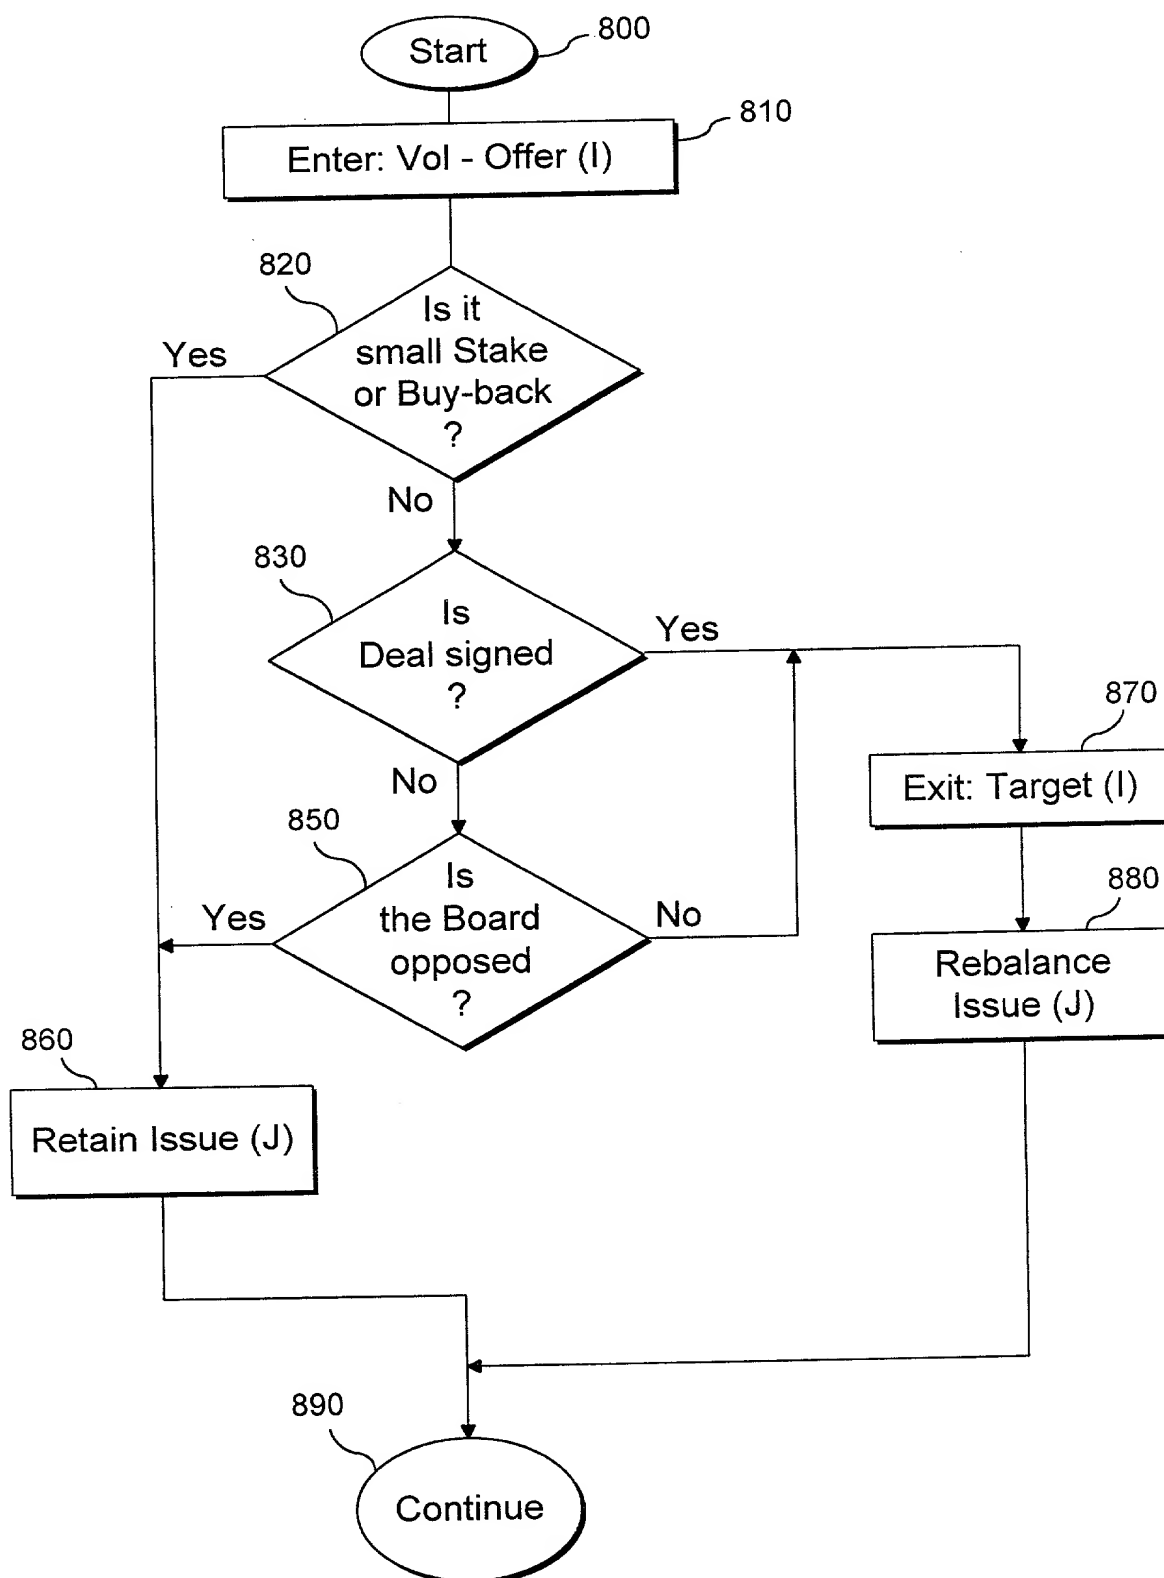 Start
800
Enter: Vol - Offer (I)
810
820
Is it
small Stake
or Buy-back
?
Yes
No
830
Is
Deal signed
?
Yes
No
850
Is
the Board
opposed
?
Yes
No
870
Exit: Target (I)
880
Rebalance
Issue (J)
860
Retain Issue (J)
890
Continue